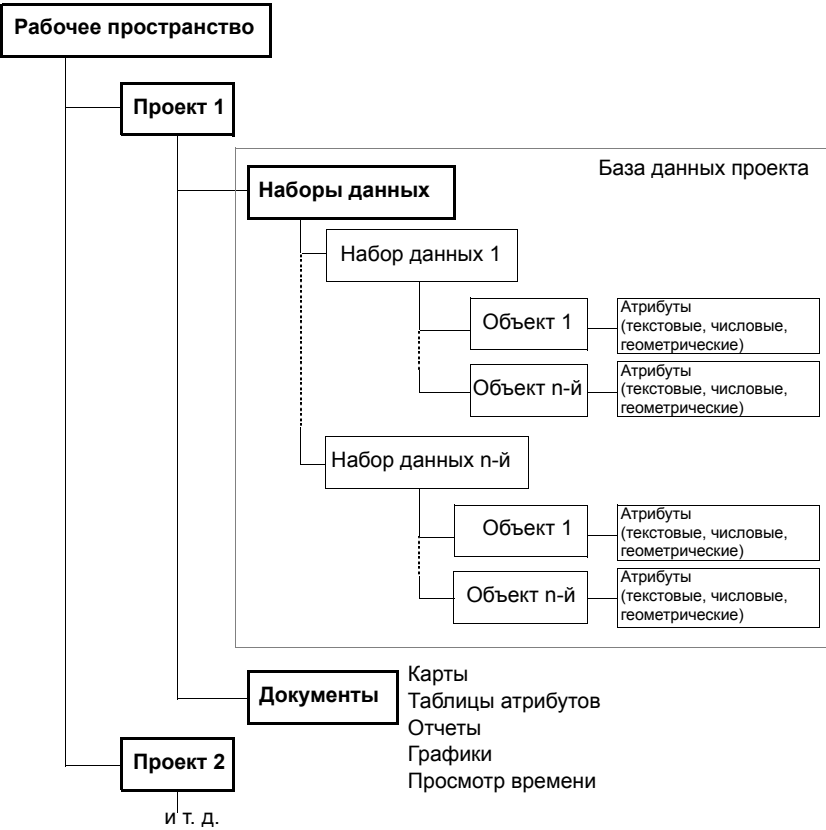 Рабочее пространство
Проект 1
База данных проекта
Наборы данных
Набор данных 1
Объект 1
Атрибуты
(текстовые, числовые,
геометрические)
Объект n-й
Атрибуты
(текстовые, числовые,
геометрические)
Набор данных n-й
Объект 1
Атрибуты
(текстовые, числовые,
геометрические)
Объект n-й
Атрибуты
(текстовые, числовые,
геометрические)
Документы
Карты
Таблицы атрибутов
Отчеты
Графики
Просмотр времени
Проект 2
и т. д.